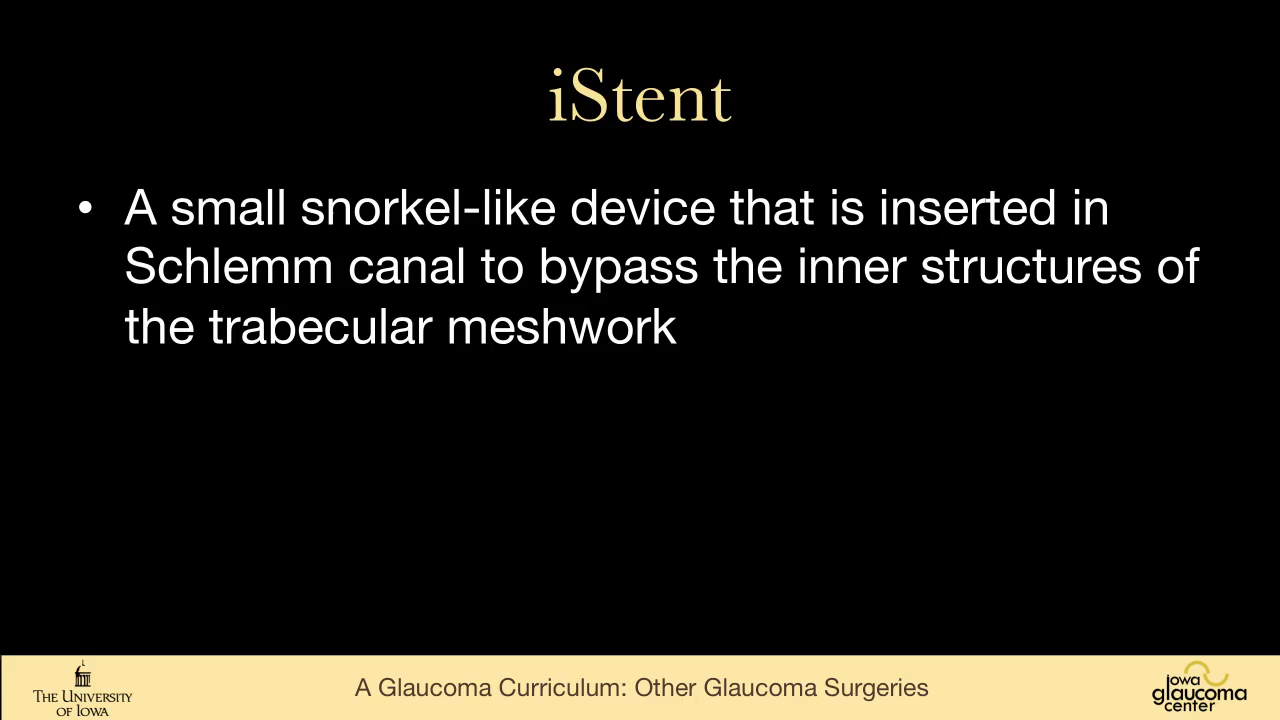 iStent
• A small snorkel-like device that is inserted in
Schlemm canal to bypass the inner structures of
the trabecular meshwork
THE UNIVERSITY
OF IOWA
A Glaucoma Curriculum: Other Glaucoma Surgeries
iowa
glaucoma
center